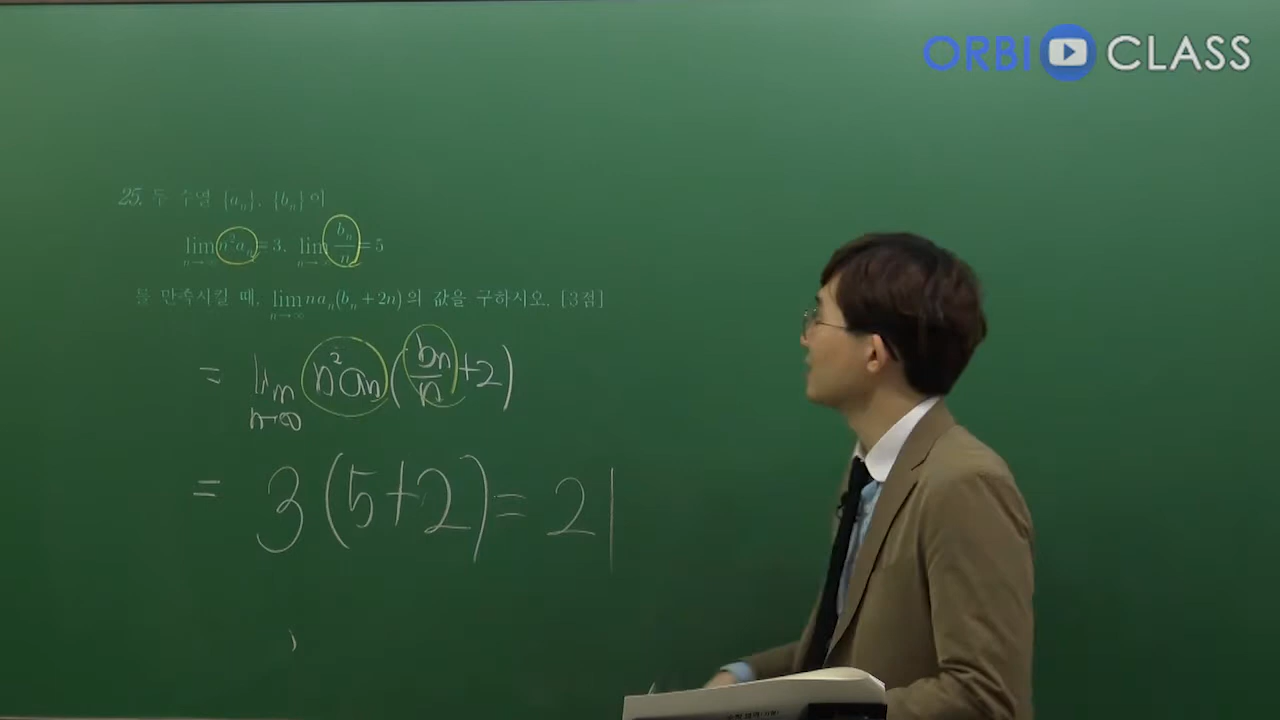 ORBI CLASS
25. 두 수열 {aₙ}, {bₙ}이
lim n→∞ n²aₙ = 3, lim n→∞ bₙ/n = 5
를 만족시킬 때, lim n→∞ naₙ(bₙ+2n)의 값을 구하시오. [3점]
= lim n→∞ n²aₙ (bₙ/n + 2)
= 3(5+2) = 21